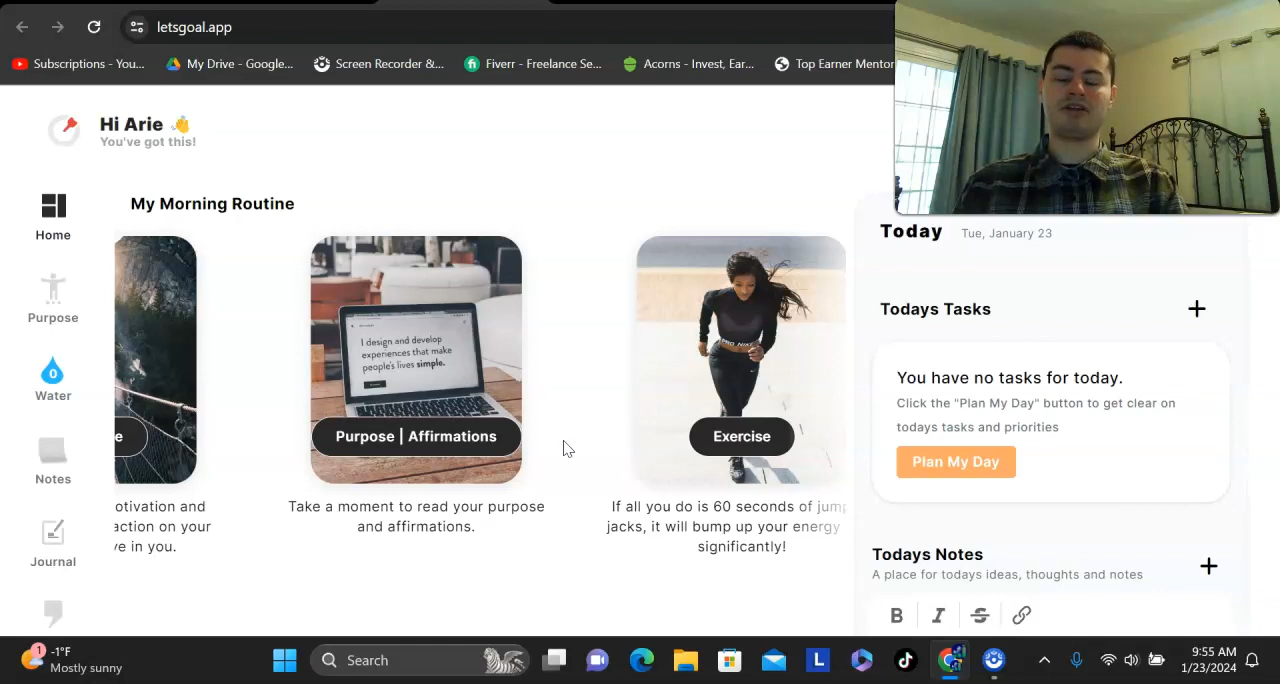 letsgoal.app
Subscriptions - You...
My Drive - Google...
Screen Recorder &...
Fiverr - Freelance Se...
Acorns - Invest, Ear...
Top Earner Mentor
Hi Arie 👋
You've got this!
My Morning Routine
Home
Purpose
0
Water
Notes
Journal
e
otivation and
action on your
ve in you.
I design and develop
experiences that make
people's lives simple.
Purpose | Affirmations
Take a moment to read your purpose
and affirmations.
PRO NIKE
Exercise
If all you do is 60 seconds of jump
jacks, it will bump up your energy
significantly!
Today
Tue, January 23
Todays Tasks
+
You have no tasks for today.
Click the "Plan My Day" button to get clear on
todays tasks and priorities
Plan My Day
Todays Notes
+
A place for todays ideas, thoughts and notes
B I S
1
-1°F
Mostly sunny
Search
L
9:55 AM
1/23/2024